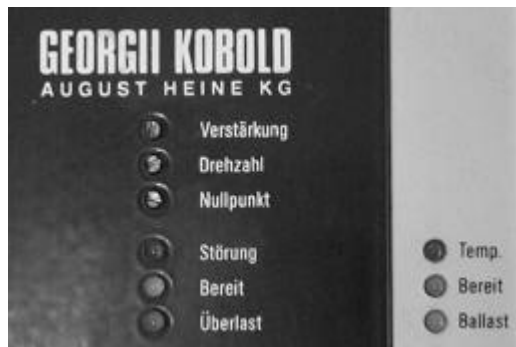 GEORGII KOBOLD
AUGUST HEINE KG
Verstärkung
Drehzahl
Nullpunkt
Störung
Bereit
Überlast
Temp.
Bereit
Ballast